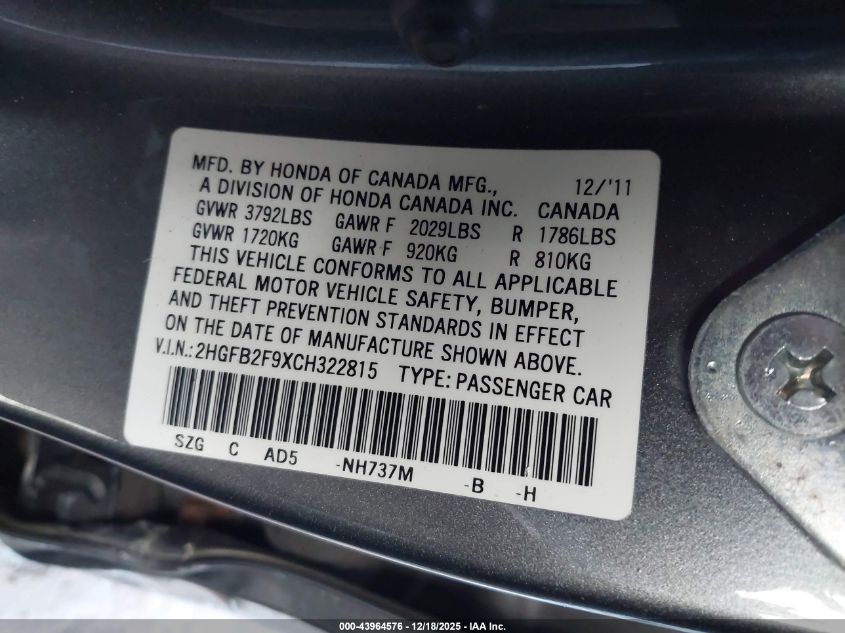 MFD. BY HONDA OF CANADA MFG., 12/'11
A DIVISION OF HONDA CANADA INC. CANADA
GVWR 3792LBS GAWR F 2029LBS R 1786LBS
GVWR 1720KG GAWR F 920KG R 810KG
THIS VEHICLE CONFORMS TO ALL APPLICABLE
FEDERAL MOTOR VEHICLE SAFETY, BUMPER,
AND THEFT PREVENTION STANDARDS IN EFFECT
ON THE DATE OF MANUFACTURE SHOWN ABOVE.
V.I.N.:2HGFB2F9XCH322815 TYPE: PASSENGER CAR
SZG C AD5 -NH737M -B -H
000-43964576 - 12/18/2025 - IAA Inc.